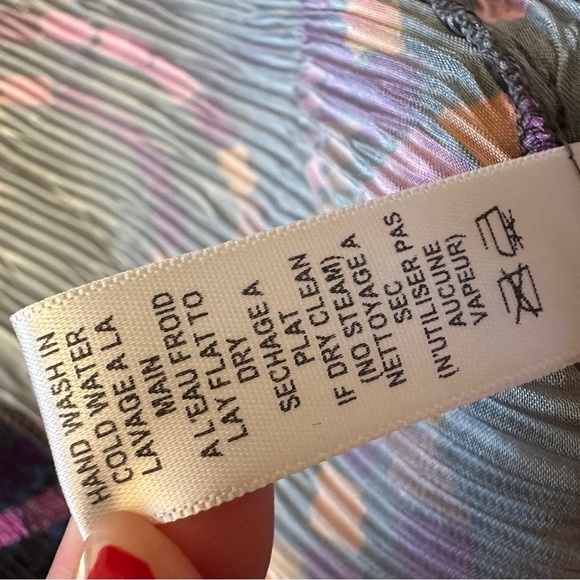 HAND WASH IN
COLD WATER
LAVAGE A LA
MAIN
A L'EAU FROID
LAY FLAT TO
DRY
SECHAGE A
PLAT
IF DRY CLEAN
(NO STEAM)
NETTOYAGE A
SEC
(N'UTILISER PAS
AUCUNE
VAPEUR)